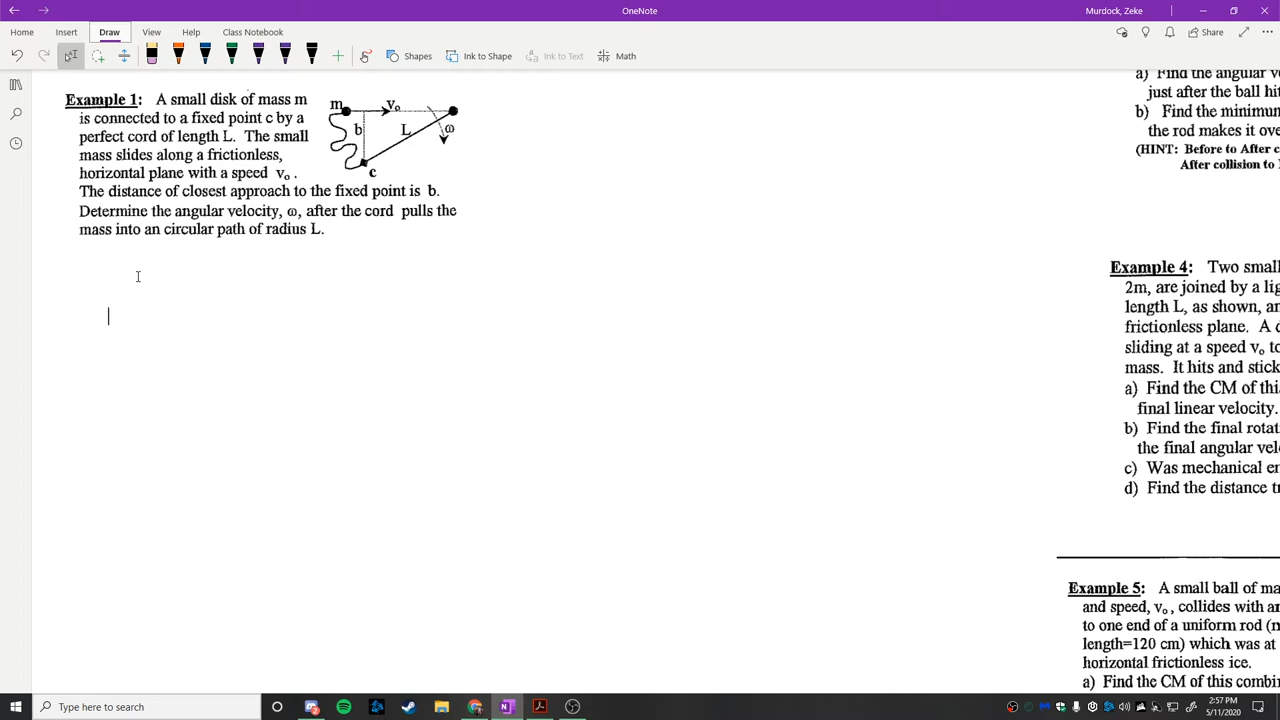 OneNote
Murdock, Zeke
Home Insert Draw View Help Class Notebook
Shapes Ink to Shape Ink to Text Math Share
Example 1: A small disk of mass m
is connected to a fixed point c by a
perfect cord of length L. The small
mass slides along a frictionless,
horizontal plane with a speed vₒ.
The distance of closest approach to the fixed point is b.
Determine the angular velocity, ω, after the cord pulls the
mass into an circular path of radius L.
m vₒ
b L ω
c
a) Find the angular ve
just after the ball hit
b) Find the minimum
the rod makes it ove
(HINT: Before to After c
After collision to
Example 4: Two small
2m, are joined by a lig
length L, as shown, an
frictionless plane. A d
sliding at a speed vₒ to
mass. It hits and stick
a) Find the CM of thi
final linear velocity.
b) Find the final rotat
the final angular vel
c) Was mechanical en
d) Find the distance tr
Example 5: A small ball of ma
and speed, vₒ, collides with an
to one end of a uniform rod (m
length=120 cm) which was at
horizontal frictionless ice.
a) Find the CM of this combin
Type here to search
2:57 PM
5/11/2020